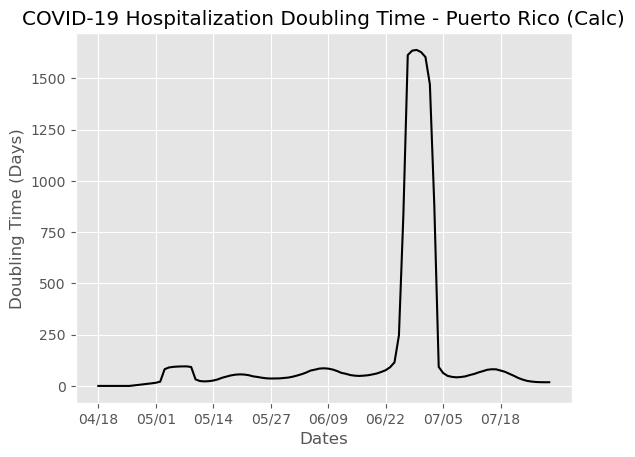 COVID-19 Hospitalization Doubling Time - Puerto Rico (Calc)
Doubling Time (Days)
1500
1250
1000
750
500
250
0
04/18 05/01 05/14 05/27 06/09 06/22 07/05 07/18
Dates